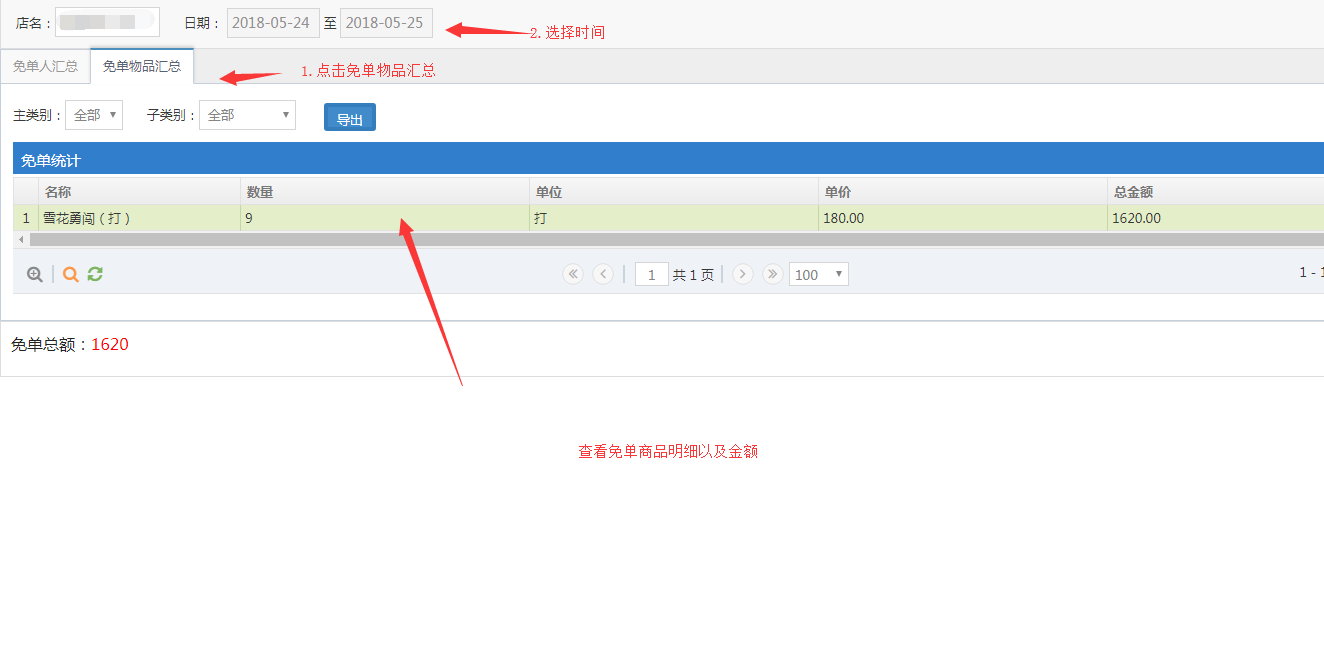 店名： 日期： 2018-05-24 至 2018-05-25 2. 选择时间
免单人汇总 免单物品汇总 1. 点击免单物品汇总
主类别： 全部 子类别： 全部 导出
免单统计
名称 数量 单位 单价 总金额
1 雪花勇闯（打） 9 打 180.00 1620.00
1 共 1 页 100 1 - 1
免单总额：1620
查看免单商品明细以及金额